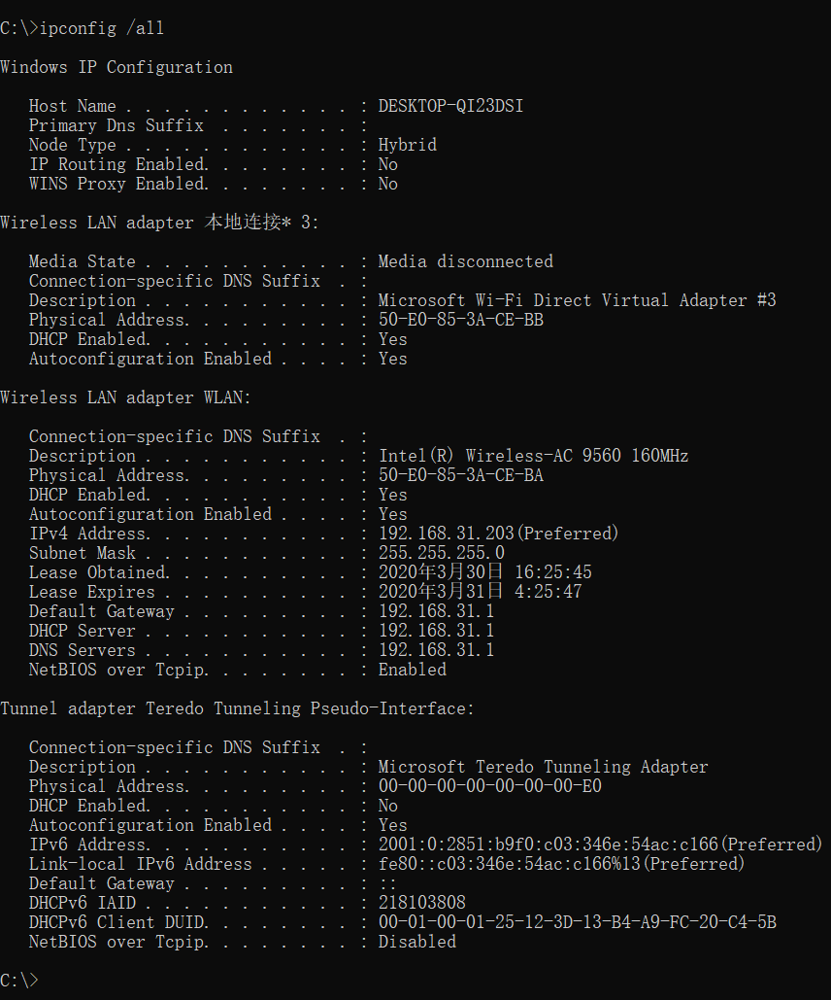 C:\>ipconfig /all
Windows IP Configuration
Host Name . . . . . . . . . . . . : DESKTOP-QI23DSI
Primary Dns Suffix  . . . . . . . :
Node Type . . . . . . . . . . . . : Hybrid
IP Routing Enabled. . . . . . . . : No
WINS Proxy Enabled. . . . . . . . : No
Wireless LAN adapter 本地连接* 3:
Media State . . . . . . . . . . . : Media disconnected
Connection-specific DNS Suffix  . :
Description . . . . . . . . . . . : Microsoft Wi-Fi Direct Virtual Adapter #3
Physical Address. . . . . . . . . : 50-E0-85-3A-CE-BB
DHCP Enabled. . . . . . . . . . . : Yes
Autoconfiguration Enabled . . . . : Yes
Wireless LAN adapter WLAN:
Connection-specific DNS Suffix  . :
Description . . . . . . . . . . . : Intel(R) Wireless-AC 9560 160MHz
Physical Address. . . . . . . . . : 50-E0-85-3A-CE-BA
DHCP Enabled. . . . . . . . . . . : Yes
Autoconfiguration Enabled . . . . : Yes
IPv4 Address. . . . . . . . . . . : 192.168.31.203(Preferred)
Subnet Mask . . . . . . . . . . . : 255.255.255.0
Lease Obtained. . . . . . . . . . : 2020年3月30日 16:25:45
Lease Expires . . . . . . . . . . : 2020年3月31日 4:25:47
Default Gateway . . . . . . . . . : 192.168.31.1
DHCP Server . . . . . . . . . . . : 192.168.31.1
DNS Servers . . . . . . . . . . . : 192.168.31.1
NetBIOS over Tcpip. . . . . . . . : Enabled
Tunnel adapter Teredo Tunneling Pseudo-Interface:
Connection-specific DNS Suffix  . :
Description . . . . . . . . . . . : Microsoft Teredo Tunneling Adapter
Physical Address. . . . . . . . . : 00-00-00-00-00-00-00-E0
DHCP Enabled. . . . . . . . . . . : No
Autoconfiguration Enabled . . . . : Yes
IPv6 Address. . . . . . . . . . . : 2001:0:2851:b9f0:c03:346e:54ac:c166(Preferred)
Link-local IPv6 Address . . . . . : fe80::c03:346e:54ac:c166%13(Preferred)
Default Gateway . . . . . . . . . : ::
DHCPv6 IAID . . . . . . . . . . . : 218103808
DHCPv6 Client DUID. . . . . . . . : 00-01-00-01-25-12-3D-13-B4-A9-FC-20-C4-5B
NetBIOS over Tcpip. . . . . . . . : Disabled
C:\>